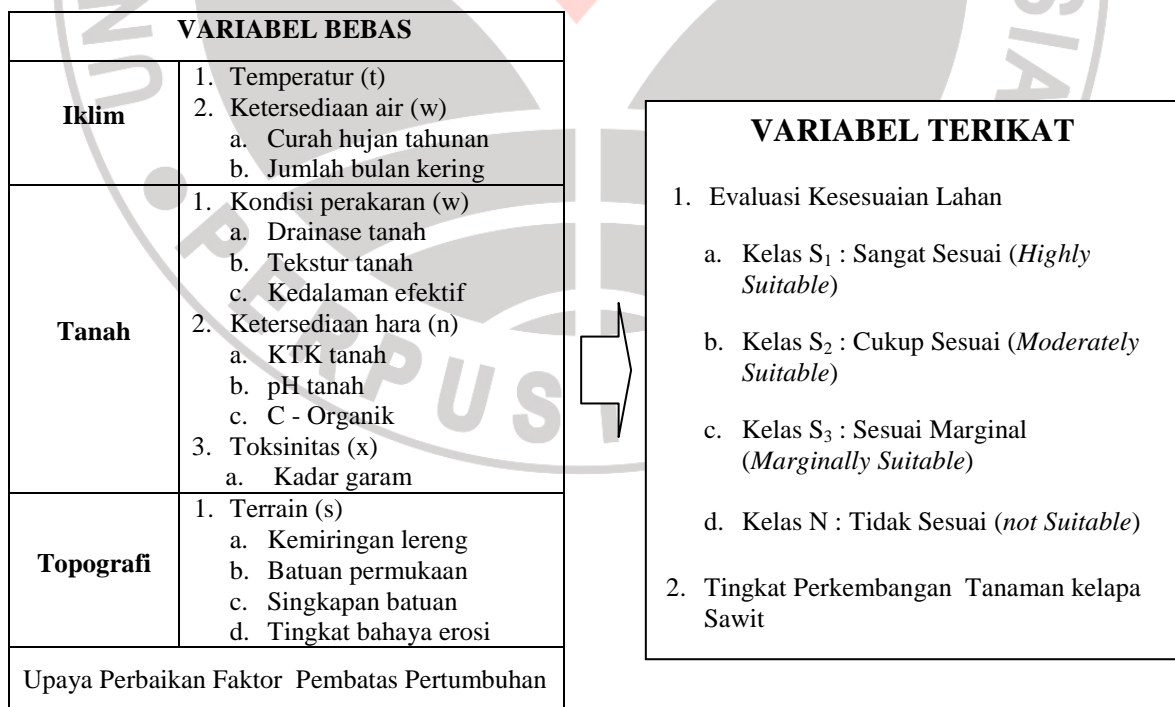 VARIABEL BEBAS
Iklim
1. Temperatur (t)
2. Ketersediaan air (w)
a. Curah hujan tahunan
b. Jumlah bulan kering
Tanah
1. Kondisi perakaran (w)
a. Drainase tanah
b. Tekstur tanah
c. Kedalaman efektif
2. Ketersediaan hara (n)
a. KTK tanah
b. pH tanah
c. C - Organik
3. Toksinitas (x)
a. Kadar garam
Topografi
1. Terrain (s)
a. Kemiringan lereng
b. Batuan permukaan
c. Singkapan batuan
d. Tingkat bahaya erosi
Upaya Perbaikan Faktor Pembatas Pertumbuhan
VARIABEL TERIKAT
1. Evaluasi Kesesuaian Lahan
a. Kelas S₁ : Sangat Sesuai (Highly
Suitable)
b. Kelas S₂ : Cukup Sesuai (Moderately
Suitable)
c. Kelas S₃ : Sesuai Marginal
(Marginally Suitable)
d. Kelas N : Tidak Sesuai (not Suitable)
2. Tingkat Perkembangan Tanaman kelapa
Sawit